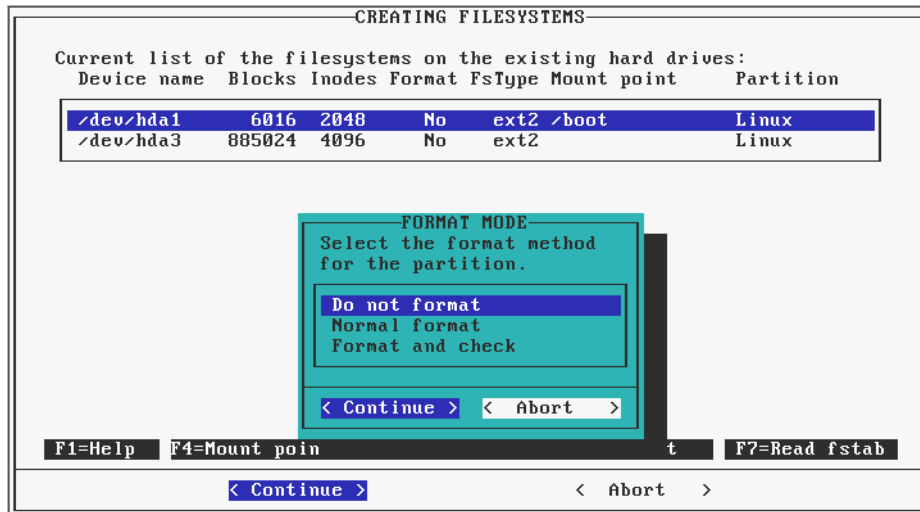 CREATING FILESYSTEMS
Current list of the filesystems on the existing hard drives:
Device name Blocks Inodes Format FsType Mount point Partition
/dev/hda1 6016 2048 No ext2 /boot Linux
/dev/hda3 885024 4096 No ext2 Linux
FORMAT MODE
Select the format method
for the partition.
Do not format
Normal format
Format and check
< Continue > < Abort >
F1=Help F4=Mount poin t F7=Read fstab
< Continue > < Abort >